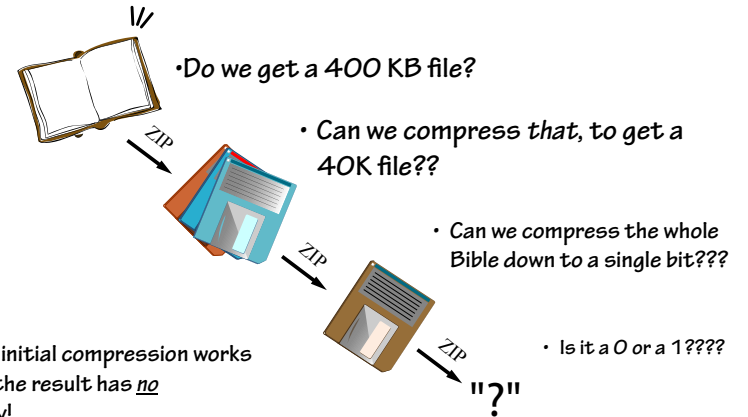 •Do we get a 400 KB file?
ZIP
• Can we compress that, to get a
40K file??
ZIP
• Can we compress the whole
Bible down to a single bit???
ZIP
• Is it a 0 or a 1????
"?"
initial compression works
the result has no